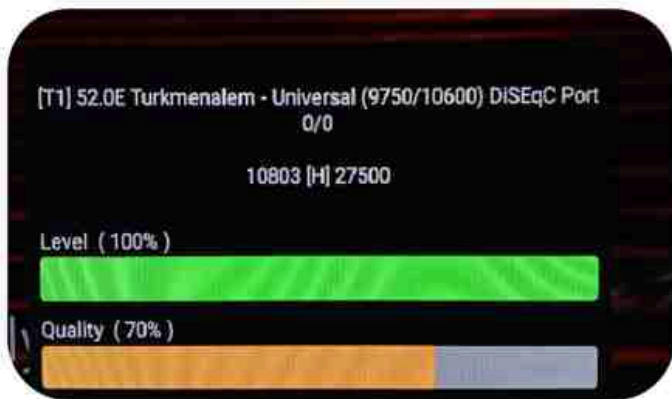 [T1] 52.0E Turkmenalem - Universal (9750/10600) DiSEqC Port
0/0
10803 [H] 27500
Level ( 100% )
Quality ( 70% )